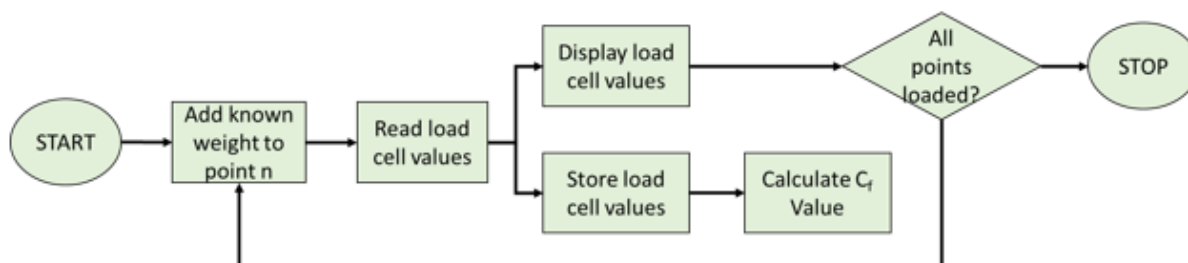 START
Add known
weight to
point n
Read load
cell values
Display load
cell values
Store load
cell values
Calculate Cf
Value
All
points
loaded?
STOP